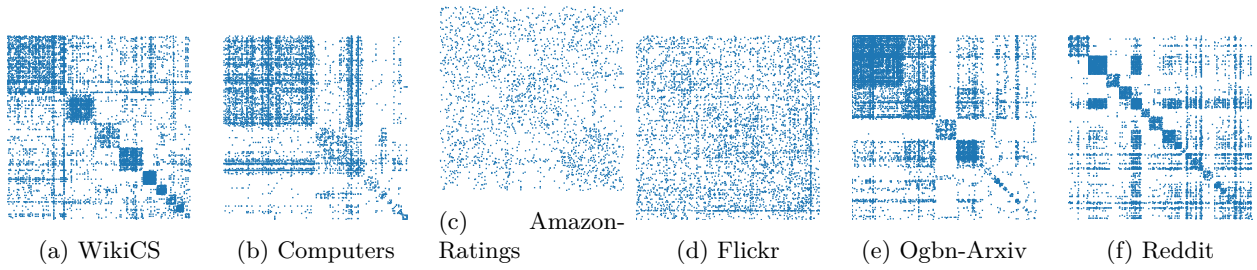 (a) WikiCS
(b) Computers
(c) Amazon-
Ratings
(d) Flickr
(e) Ogbn-Arxiv
(f) Reddit